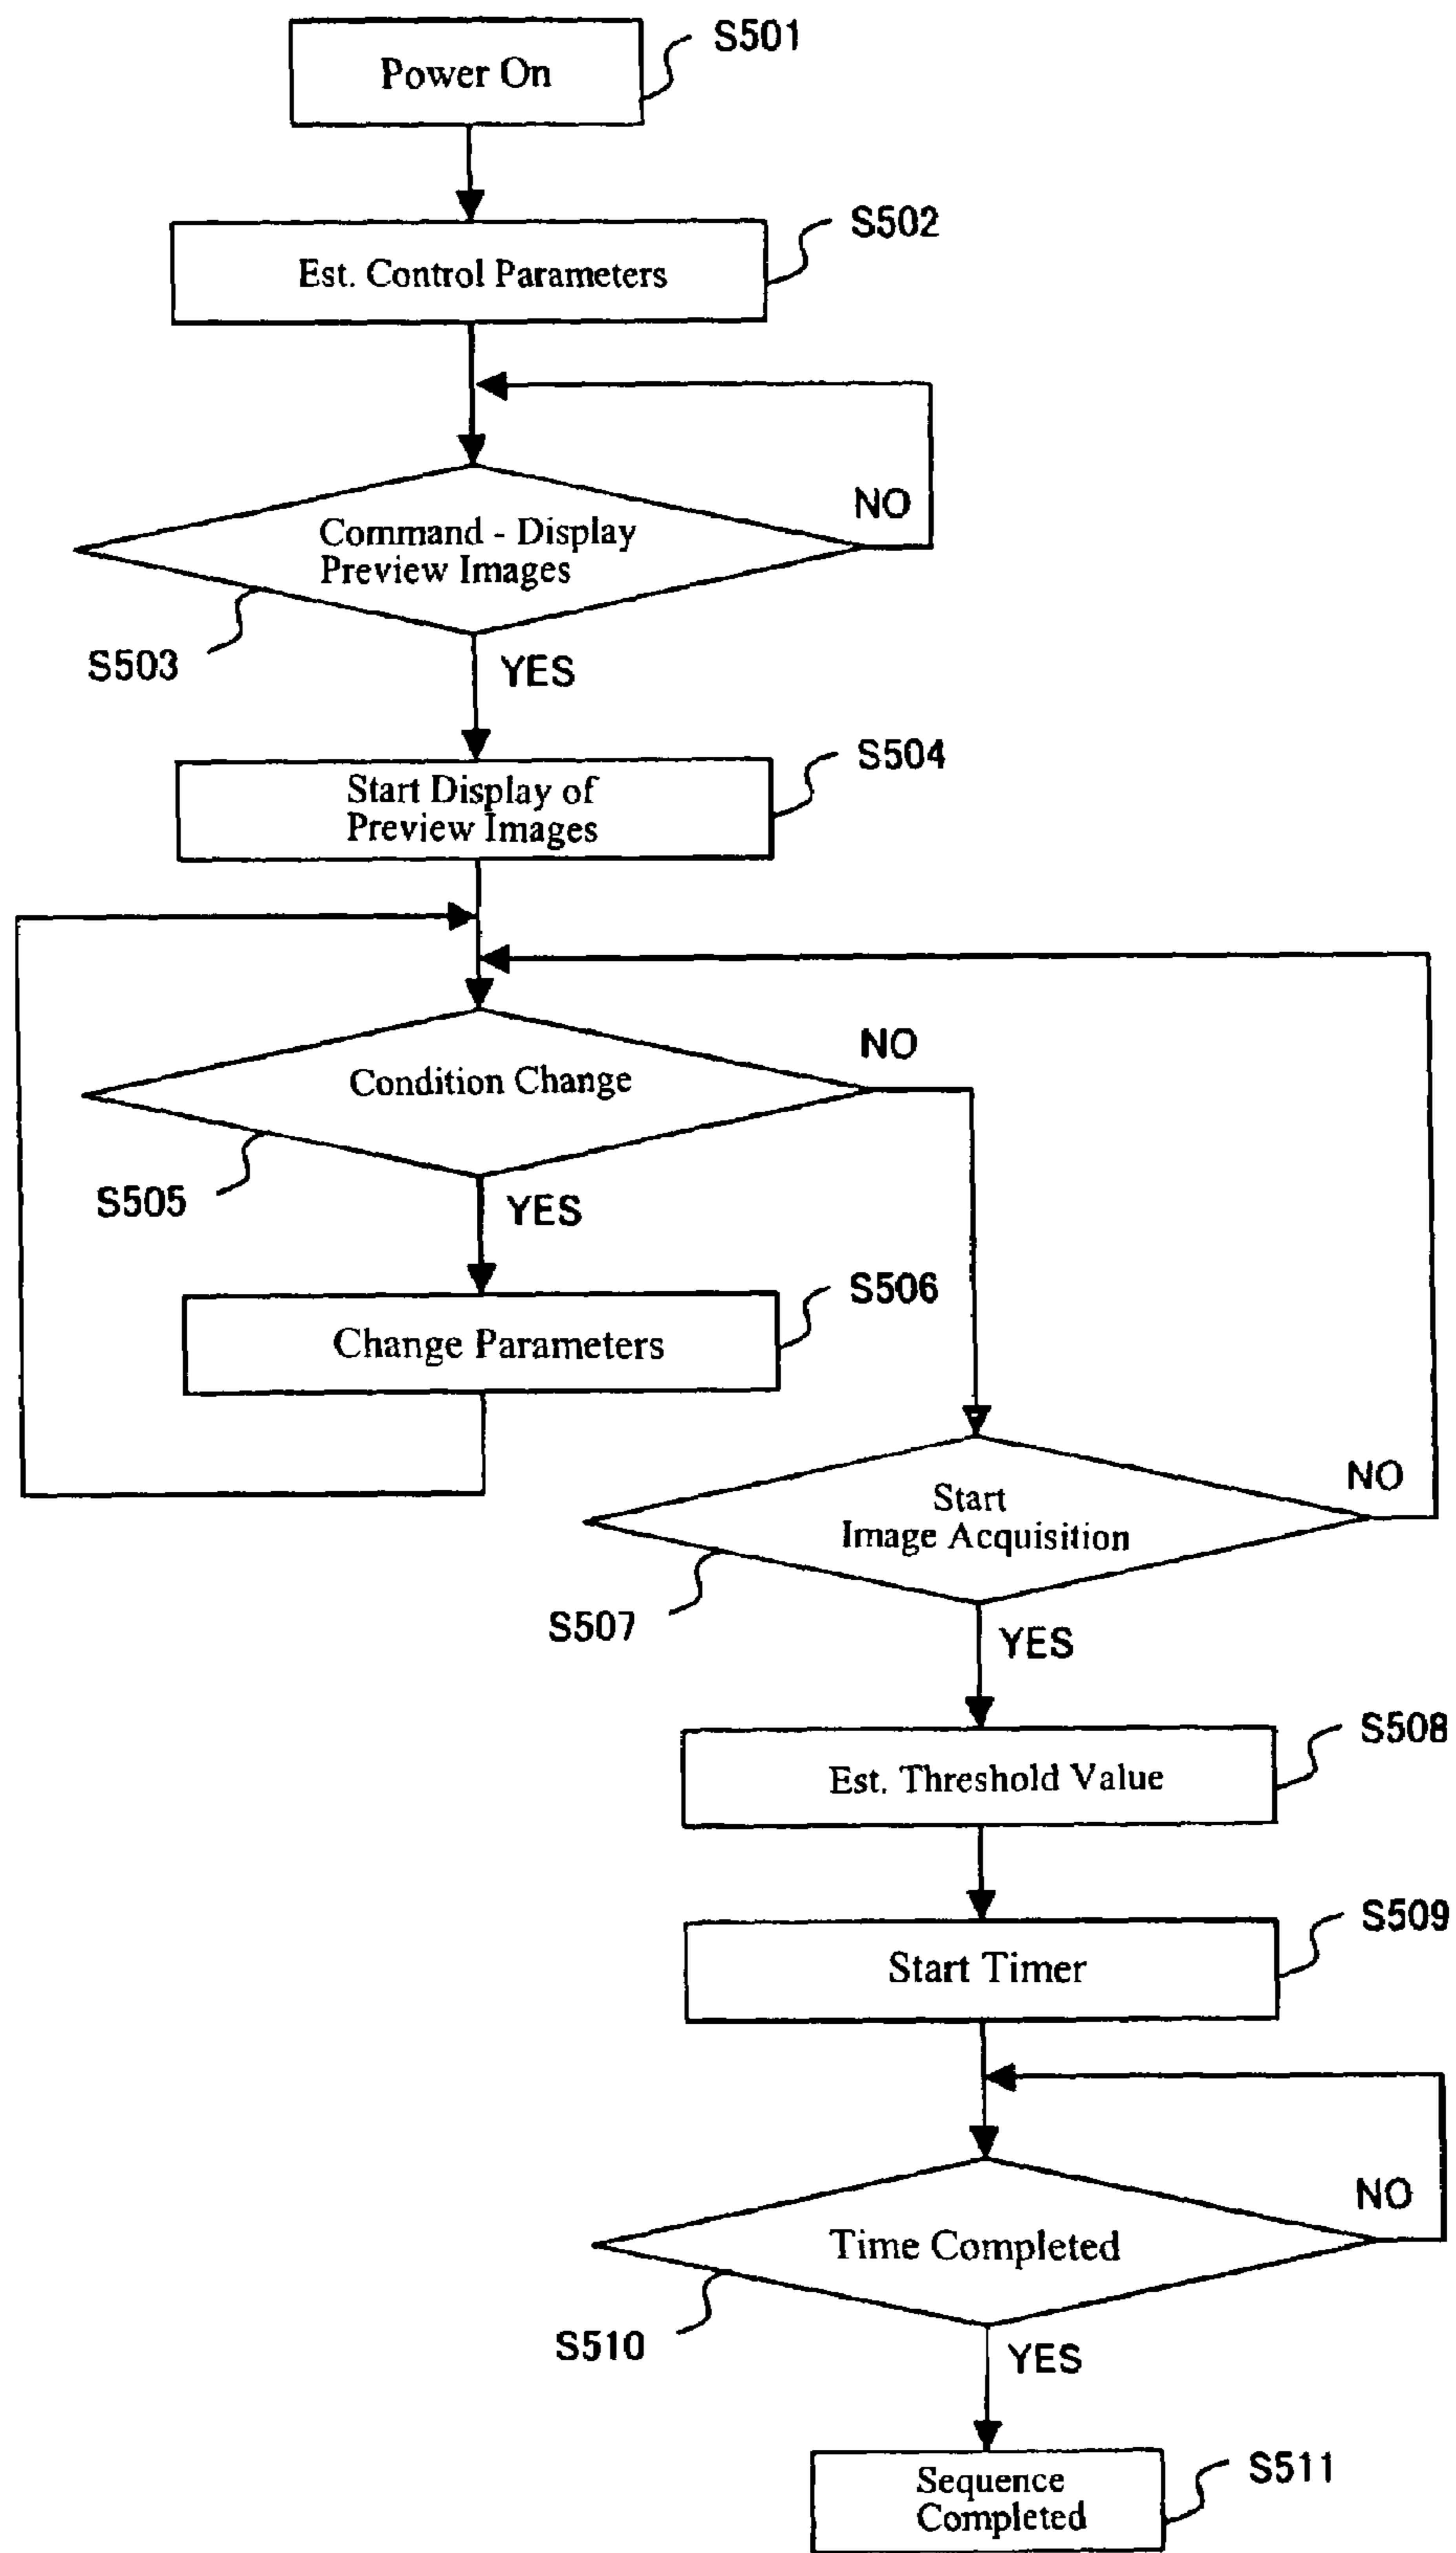 S501
Power On
S502
Est. Control Parameters
NO
Command - Display
Preview Images
S503
YES
S504
Start Display of
Preview Images
NO
Condition Change
S505
YES
S506
Change Parameters
NO
Start
Image Acquisition
S507
YES
S508
Est. Threshold Value
S509
Start Timer
NO
Time Completed
S510
YES
S511
Sequence
Completed